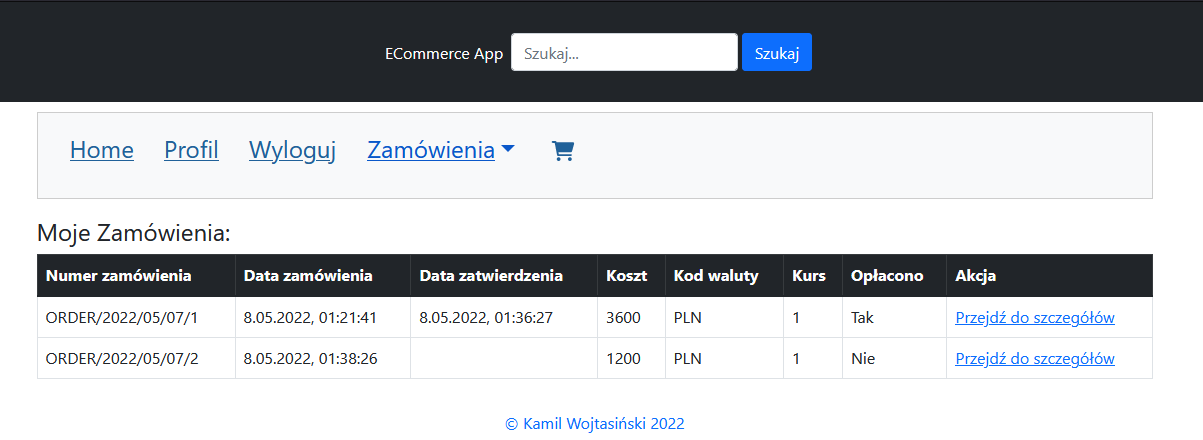 ECommerce App Szukaj... Szukaj
Home Profil Wyloguj Zamówienia
Moje Zamówienia:
Numer zamówienia Data zamówienia Data zatwierdzenia Koszt Kod waluty Kurs Opłacono Akcja
ORDER/2022/05/07/1 8.05.2022, 01:21:41 8.05.2022, 01:36:27 3600 PLN 1 Tak Przejdź do szczegółów
ORDER/2022/05/07/2 8.05.2022, 01:38:26 1200 PLN 1 Nie Przejdź do szczegółów
© Kamil Wojtasiński 2022